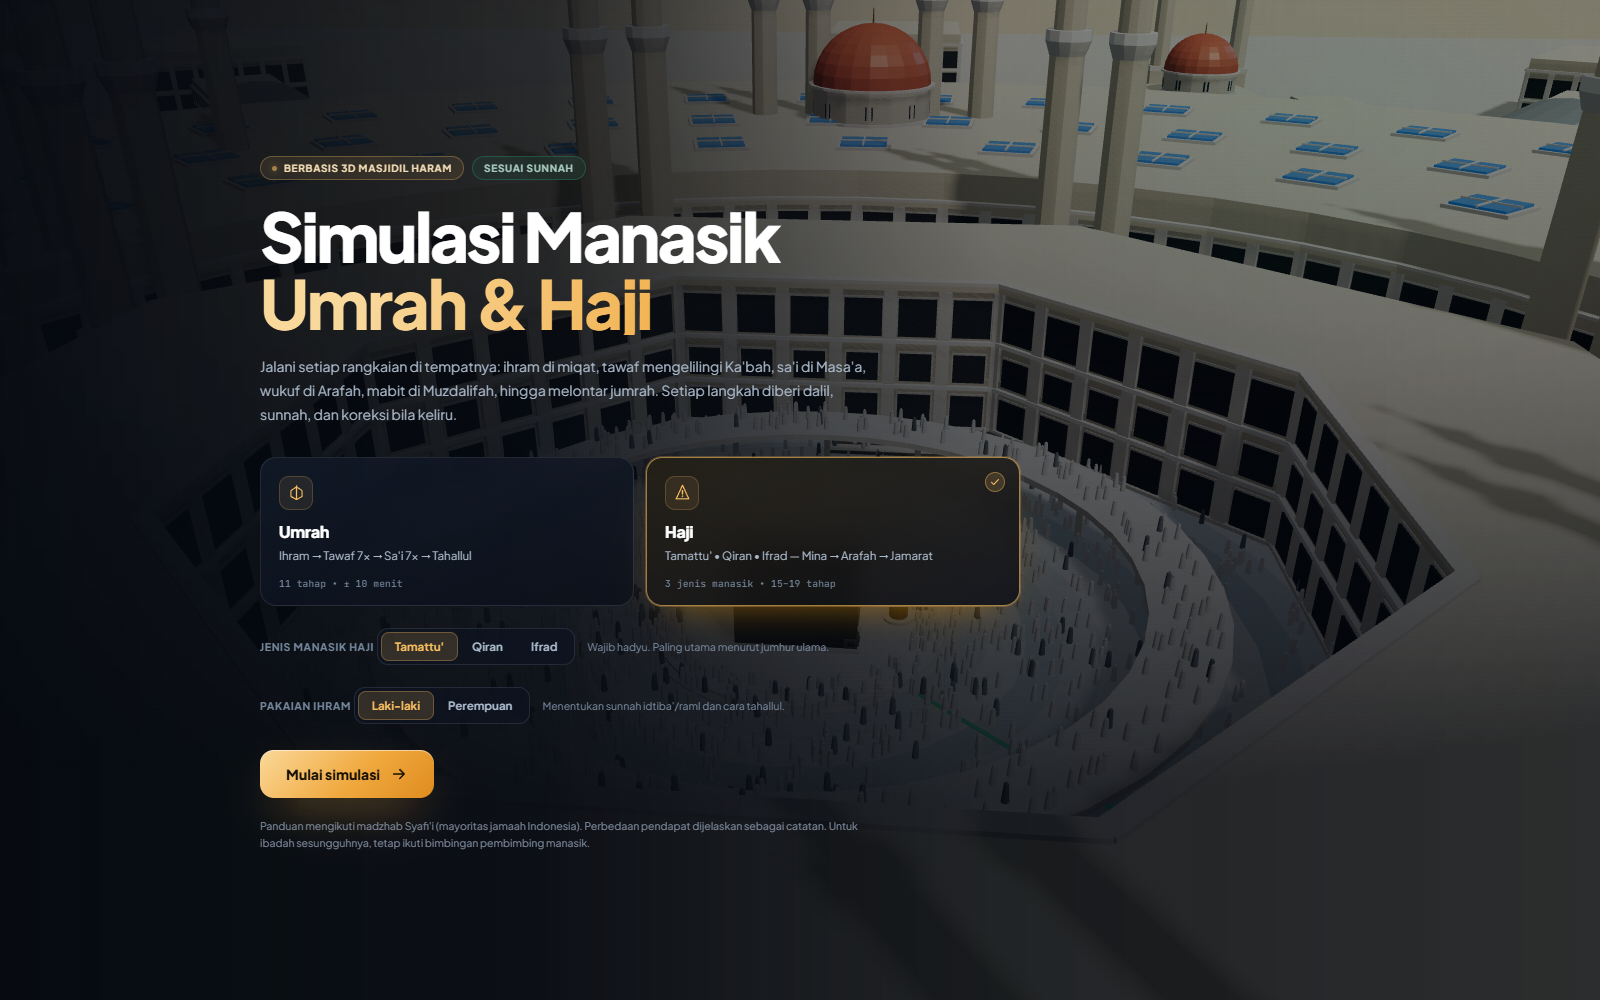 BERBASIS 3D MASJIDIL HARAM
SESUAI SUNNAH
Simulasi Manasik
Umrah & Haji
Jalani setiap rangkaian di tempatnya: ihram di miqat, tawaf mengelilingi Ka'bah, sa'i di Masa'a,
wukuf di Arafah, mabit di Muzdalifah, hingga melontar jumrah. Setiap langkah diberi dalil,
sunnah, dan koreksi bila keliru.
Umrah
Ihram → Tawaf 7× → Sa'i 7× → Tahallul
11 tahap • ± 10 menit
Haji
Tamattu' • Qiran • Ifrad — Mina → Arafah → Jamarat
3 jenis manasik • 15–19 tahap
JENIS MANASIK HAJI Tamattu' Qiran Ifrad Wajib hadyu. Paling utama menurut jumhur ulama.
PAKAIAN IHRAM Laki-laki Perempuan Menentukan sunnah idtiba'/raml dan cara tahallul.
Mulai simulasi →
Panduan mengikuti madzhab Syafi'i (mayoritas jamaah Indonesia). Perbedaan pendapat dijelaskan sebagai catatan. Untuk
ibadah sesungguhnya, tetap ikuti bimbingan pembimbing manasik.